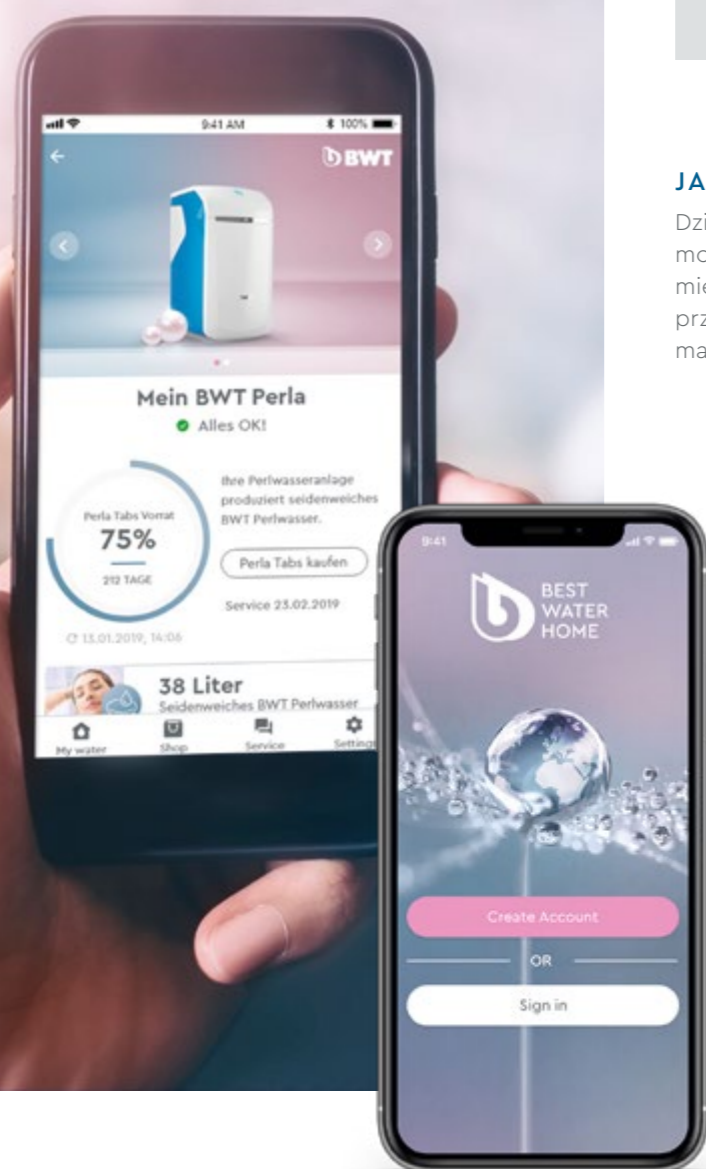 9:41 AM
100%
BWT
Mein BWT Perla
Alles OK!
Perla Tabs Vorrat
75%
212 TAGE
13.01.2019, 14:06
Ihre Perlwasseranlage
produziert seidenweiches
BWT Perlwasser.
Perla Tabs kaufen
Service 23.02.2019
38 Liter
Seidenweiches BWT Perlwasser
My water
Shop
Service
Settings
9:41
BEST
WATER
HOME
Create Account
OR
Sign in
JA
Dzi
mo
mie
prz
ma